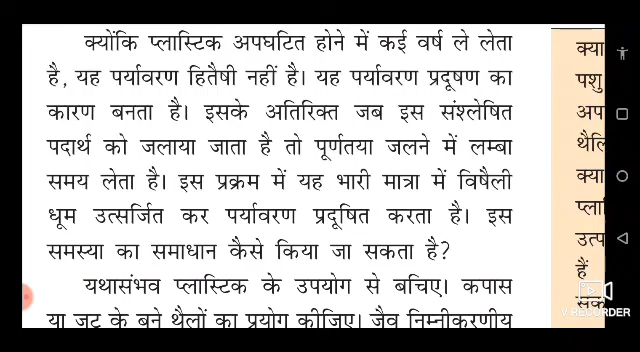 क्योंकि प्लास्टिक अपघटित होने में कई वर्ष ले लेता
है, यह पर्यावरण हितैषी नहीं है। यह पर्यावरण प्रदूषण का
कारण बनता है। इसके अतिरिक्त जब इस संश्लेषित
पदार्थ को जलाया जाता है तो पूर्णतया जलने में लम्बा
समय लेता है। इस प्रक्रम में यह भारी मात्रा में विषैली
धूम उत्सर्जित कर पर्यावरण प्रदूषित करता है। इस
समस्या का समाधान कैसे किया जा सकता है?
यथासंभव प्लास्टिक के उपयोग से बचिए। कपास
या जूट के बने थैलों का प्रयोग कीजिए। जैव निम्नीकरणीय
क्या
पशु
अप
थैलि
क्या
प्ला
उत्प
हैं
सक
V RECORDER